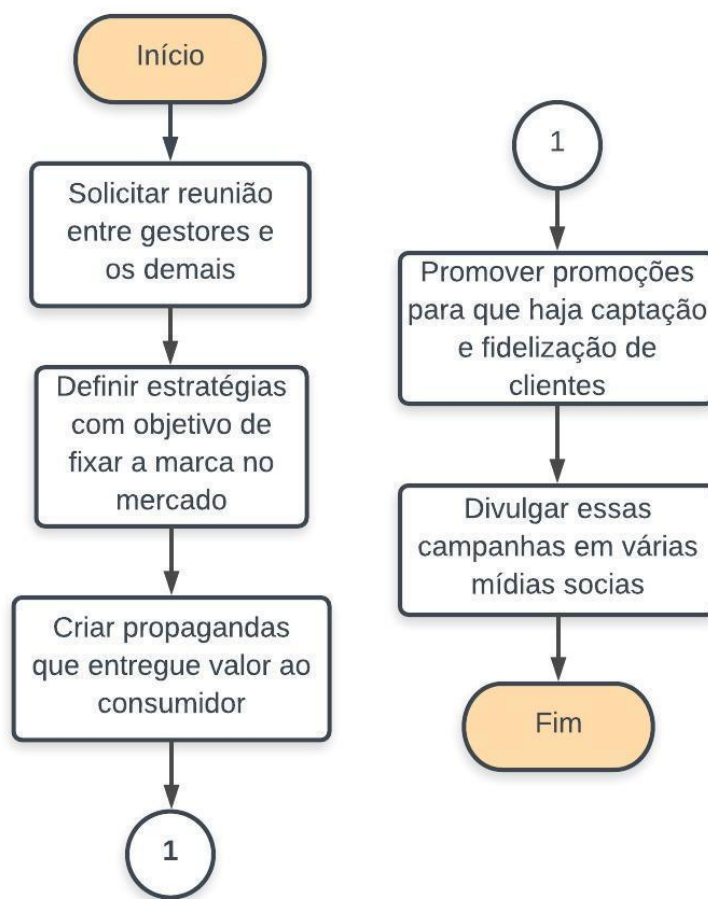 Início
Solicitar reunião
entre gestores e
os demais
Definir estratégias
com objetivo de
fixar a marca no
mercado
Criar propagandas
que entregue valor ao
consumidor
1
1
Promover promoções
para que haja captação
e fidelização de
clientes
Divulgar essas
campanhas em várias
mídias socias
Fim